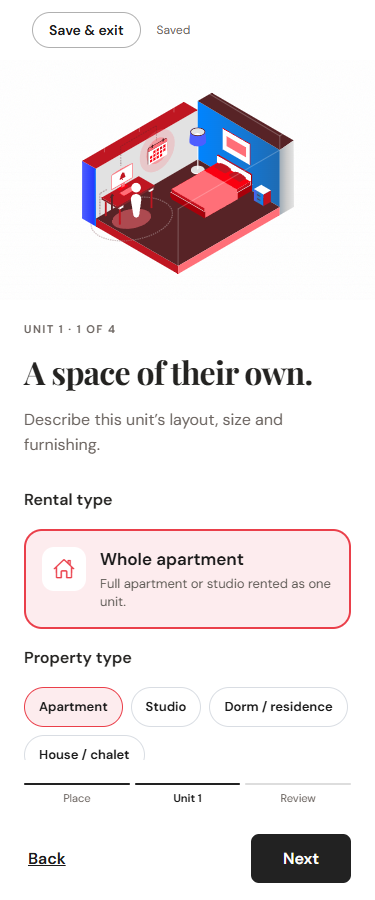 Save & exit
Saved
UNIT 1 · 1 OF 4
A space of their own.
Describe this unit’s layout, size and
furnishing.
Rental type
Whole apartment
Full apartment or studio rented as one
unit.
Property type
Apartment
Studio
Dorm / residence
House / chalet
Place
Unit 1
Review
Back
Next